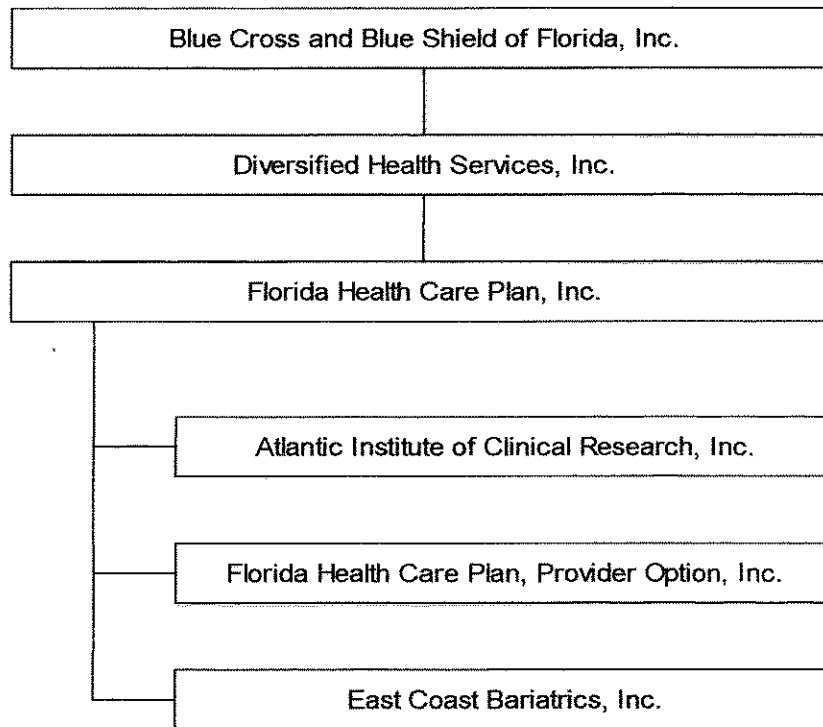 Blue Cross and Blue Shield of Florida, Inc.
Diversified Health Services, Inc.
Florida Health Care Plan, Inc.
Atlantic Institute of Clinical Research, Inc.
Florida Health Care Plan, Provider Option, Inc.
East Coast Bariatrics, Inc.